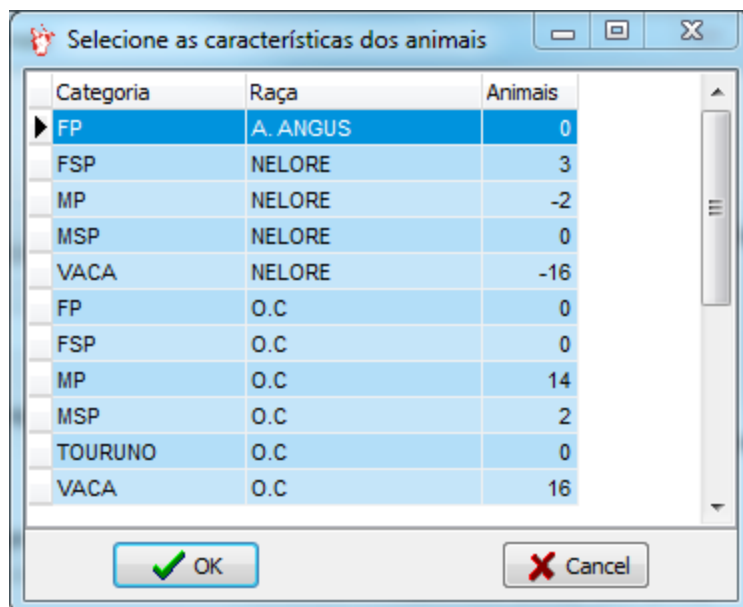 Selecione as características dos animais
Categoria Raça Animais
FP A. ANGUS 0
FSP NELORE 3
MP NELORE -2
MSP NELORE 0
VACA NELORE -16
FP O.C 0
FSP O.C 0
MP O.C 14
MSP O.C 2
TOURUNO O.C 0
VACA O.C 16
OK Cancel